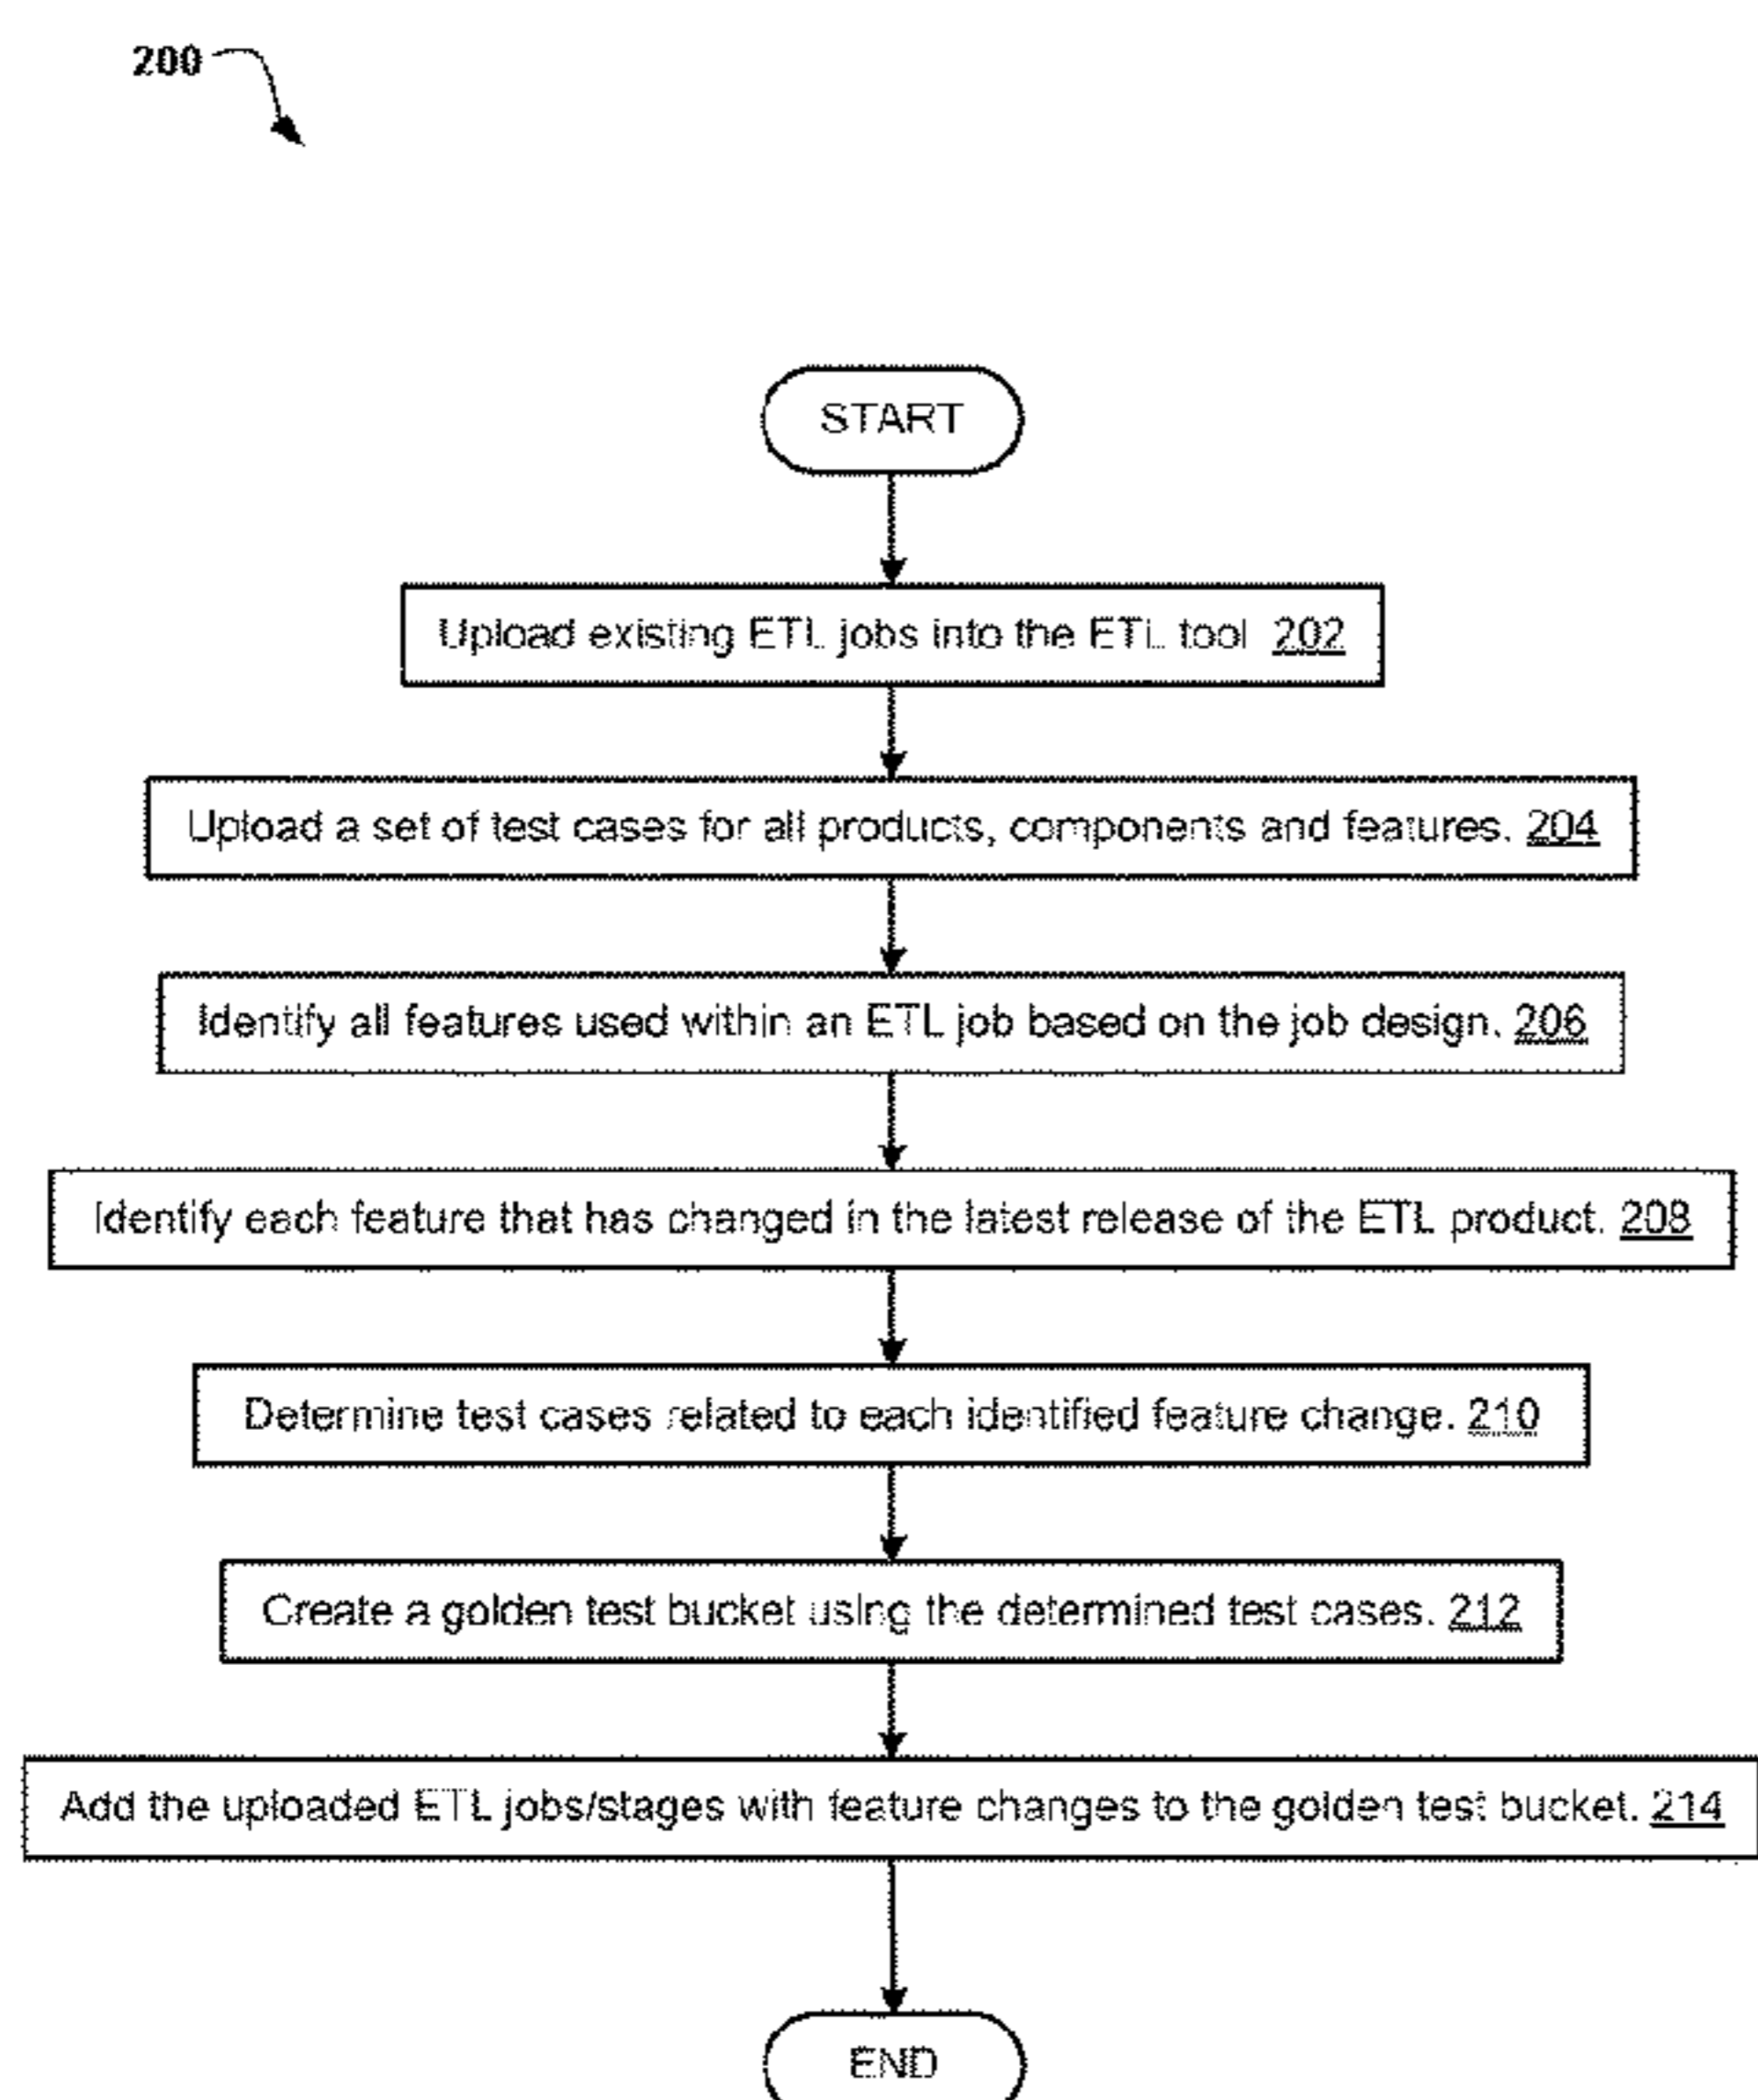 200
START
Upload existing ETL jobs into the ETL tool 202
Upload a set of test cases for all products, components and features. 204
Identify all features used within an ETL job based on the job design. 206
Identify each feature that has changed in the latest release of the ETL product. 208
Determine test cases related to each identified feature change. 210
Create a golden test bucket using the determined test cases. 212
Add the uploaded ETL jobs/stages with feature changes to the golden test bucket. 214
END